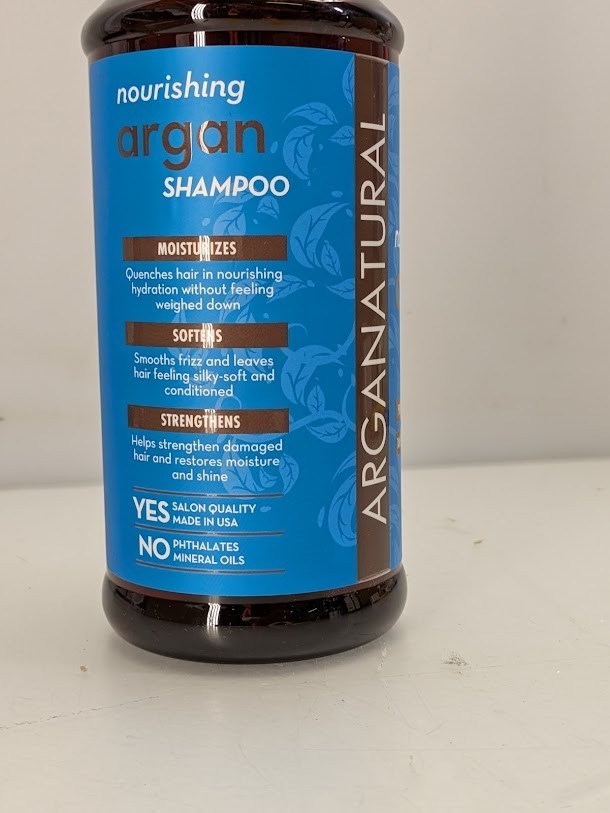 nourishing
argan
SHAMPOO
MOISTURIZES
Quenches hair in nourishing
hydration without feeling
weighed down
SOFTENS
Smooths frizz and leaves
hair feeling silky-soft and
conditioned
STRENGTHENS
Helps strengthen damaged
hair and restores moisture
and shine
YES SALON QUALITY
MADE IN USA
NO PHTHALATES
MINERAL OILS
ARGANATURAL